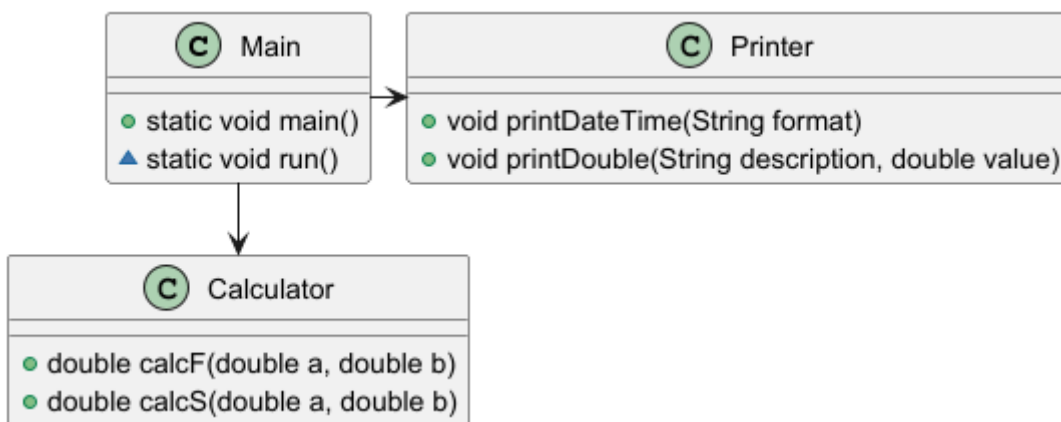 C Main
static void main()
static void run()
C Printer
void printDateTime(String format)
void printDouble(String description, double value)
C Calculator
double calcF(double a, double b)
double calcS(double a, double b)